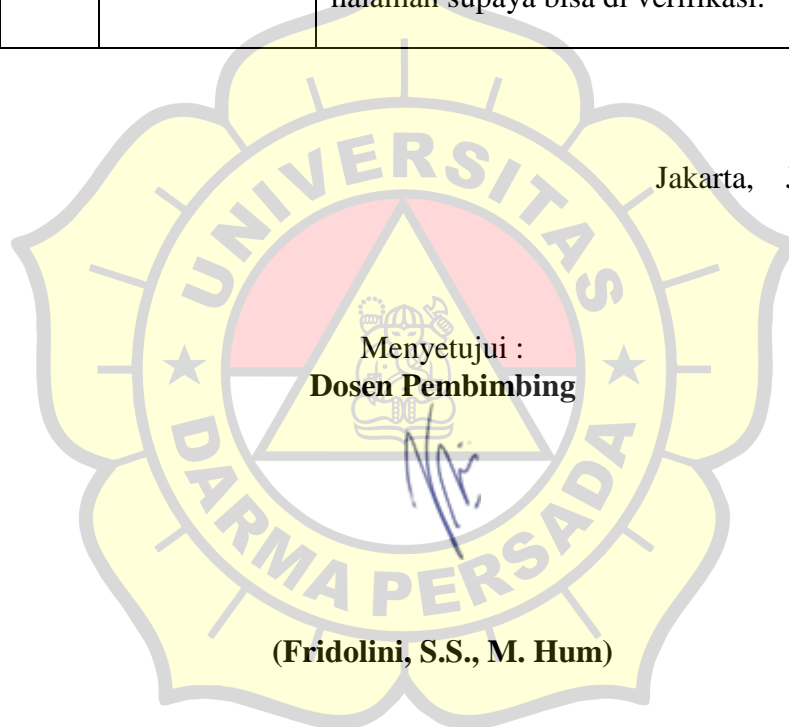 halaman supaya bisa di verifikasi.
Jakarta, J
UNIVERSITAS
Menyetujui :
Dosen Pembimbing
DARMA PERSADA
(Fridolini, S.S., M. Hum)